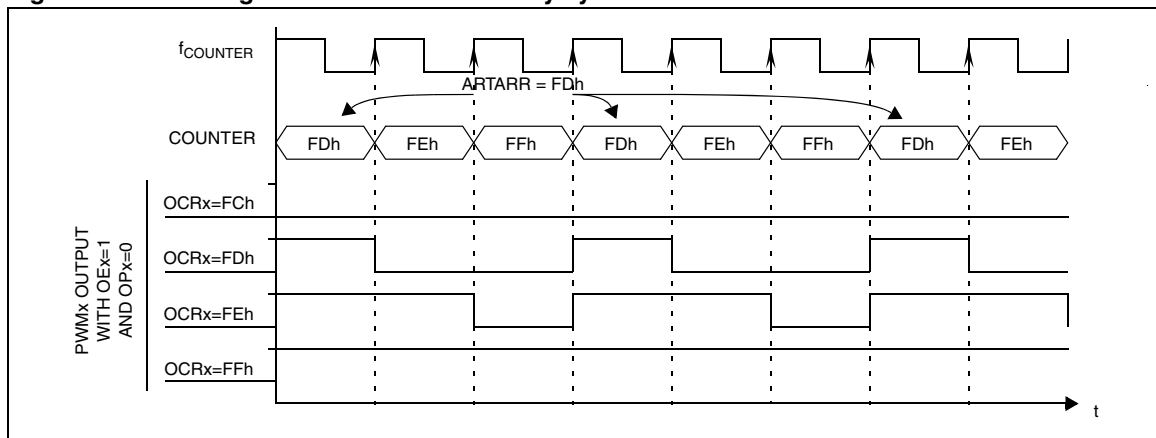 fCOUNTER
ARTARR = FDh
COUNTER
FDh FEh FFh FDh FEh FFh FDh FEh
PWMx OUTPUT
WITH OEx=1
AND OPx=0
OCRx=FCh
OCRx=FDh
OCRx=FEh
OCRx=FFh
t